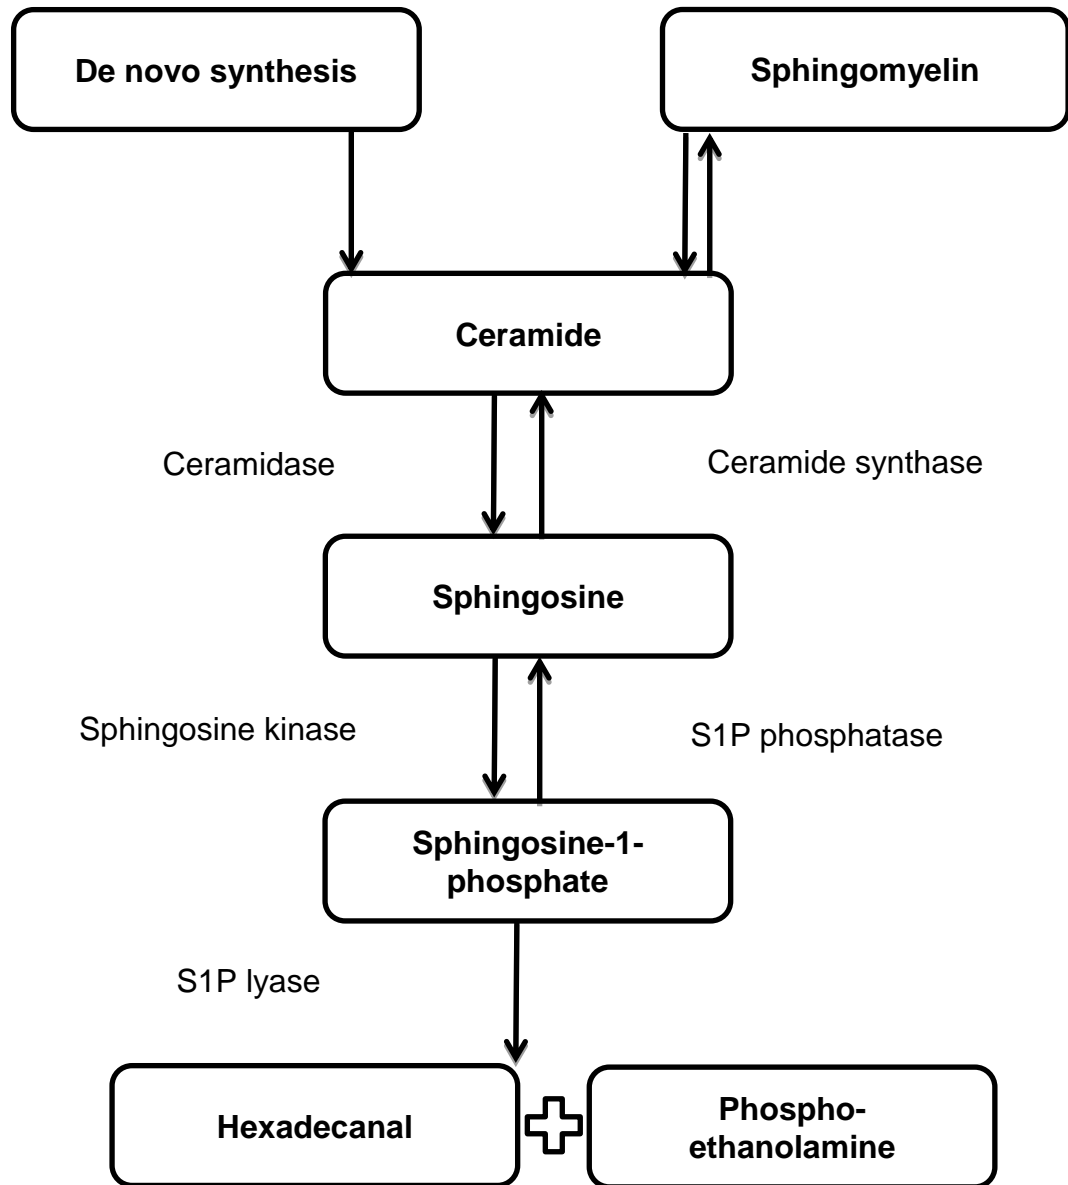 De novo synthesis
Sphingomyelin
Ceramide
Ceramidase
Ceramide synthase
Sphingosine
Sphingosine kinase
S1P phosphatase
Sphingosine-1-
phosphate
S1P lyase
Hexadecanal
Phospho-
ethanolamine